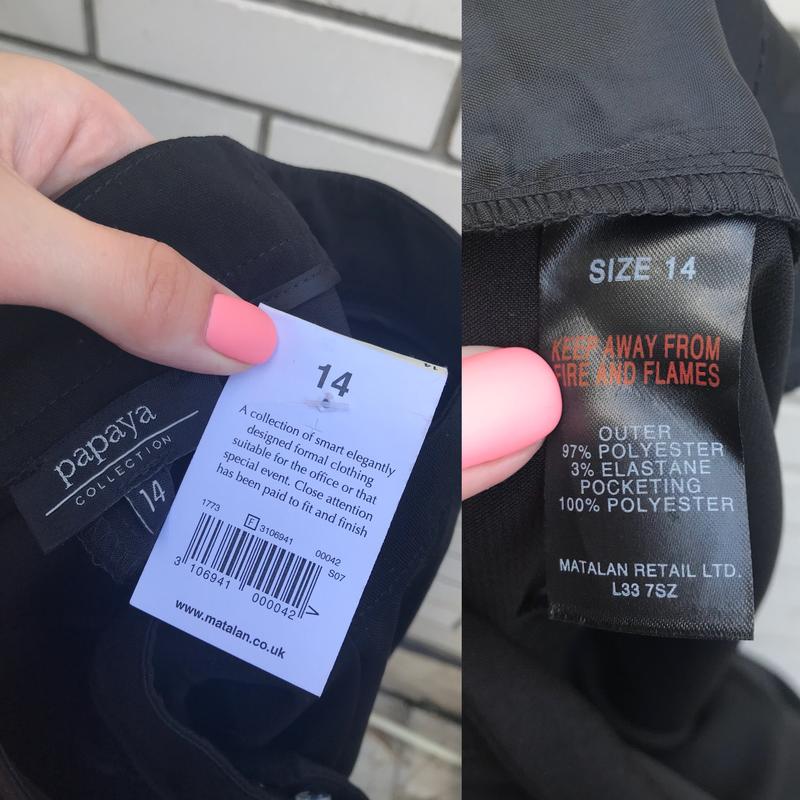 papaya
COLLECTION
14
14
A collection of smart elegantly
designed formal clothing
suitable for the office or that
special event. Close attention
has been paid to fit and finish
1773
F 3106941
00042
S07
3 106941 000042 >
www.matalan.co.uk
SIZE 14
KEEP AWAY FROM
FIRE AND FLAMES
OUTER
97% POLYESTER
3% ELASTANE
POCKETING
100% POLYESTER
MATALAN RETAIL LTD.
L33 7SZ